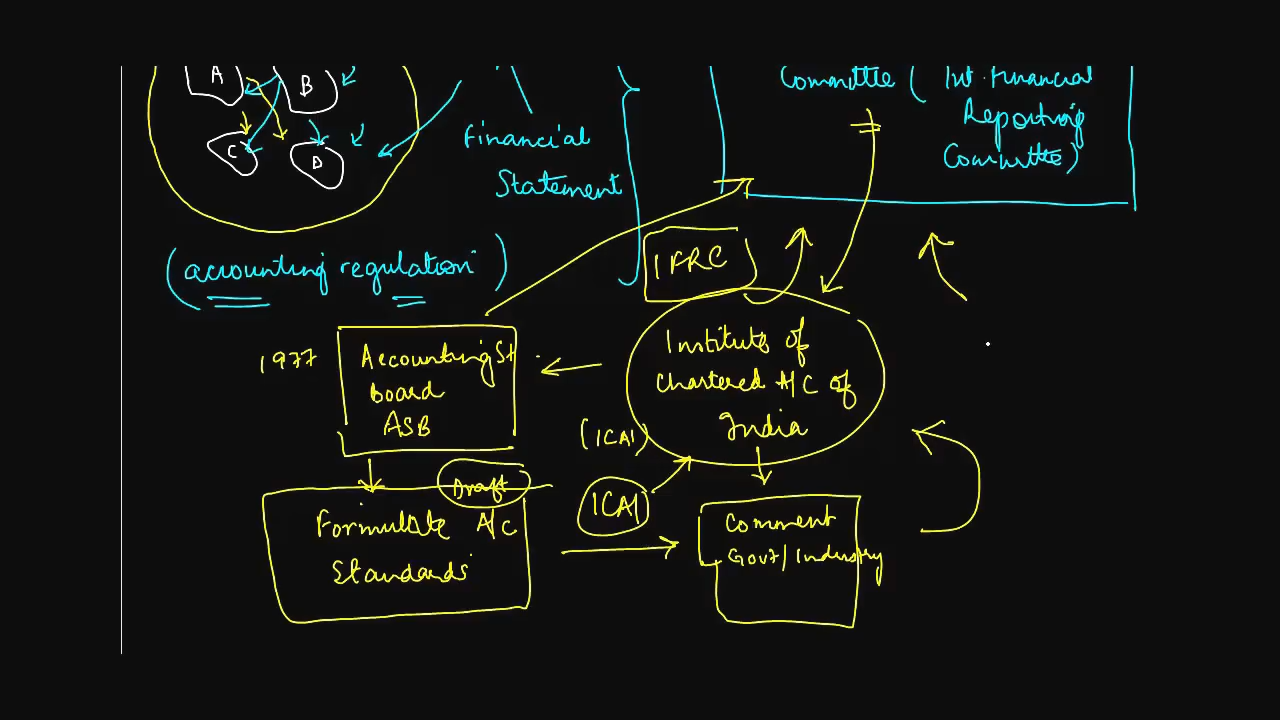 A
B
C
D
Financial
Statement
Committee ( Int. Financial
Reporting
Committee)
(accounting regulation)
IFRC
1977
Accounting St
Board
ASB
Institute of
Chartered A/C of
India
(ICAI)
Draft
ICAI
Formulate A/C
Standards
Comment
Govt/Industry